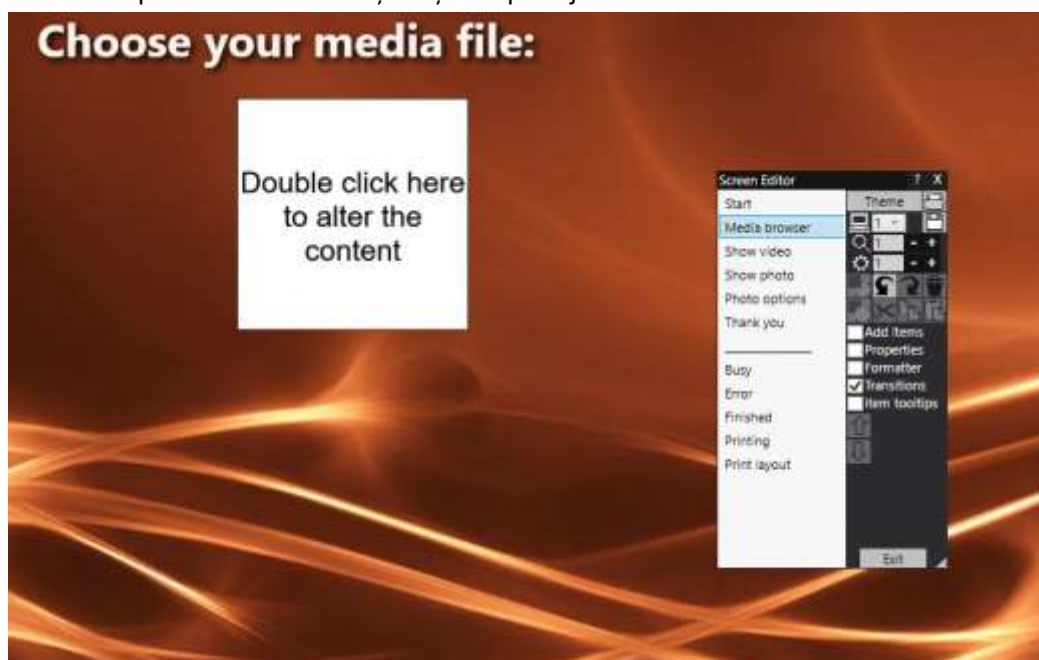 Choose your media file:
Double click here
to alter the
content
Screen Editor
? X
Start
Media browser
Show video
Show photo
Photo options
Thank you
Busy
Error
Finished
Printing
Print layout
Theme
1
1 - +
1 - +
Add Items
Properties
Formatter
Transitions
Item tooltips
Exit